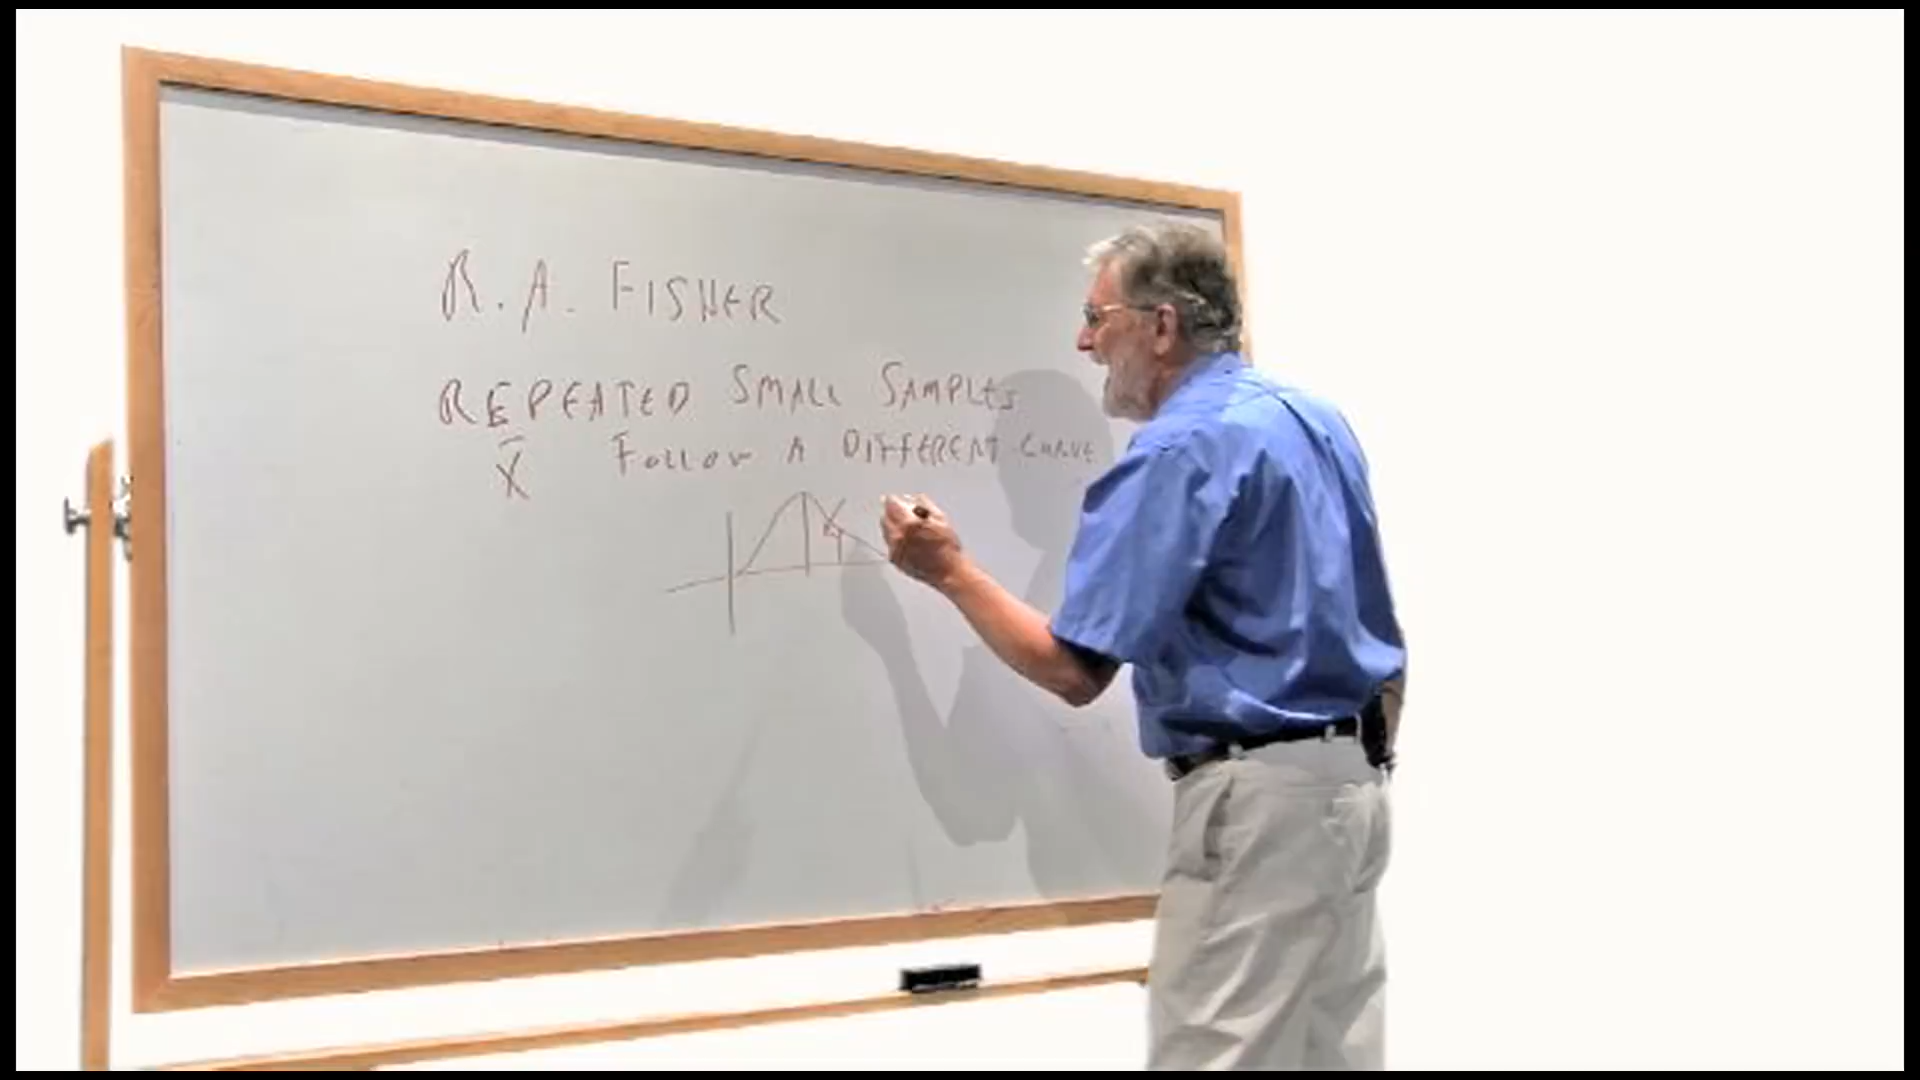 R. A. FISHER
REPEATED SMALL SAMPLES
X̄ FOLLOW A DIFFERENT CURVE